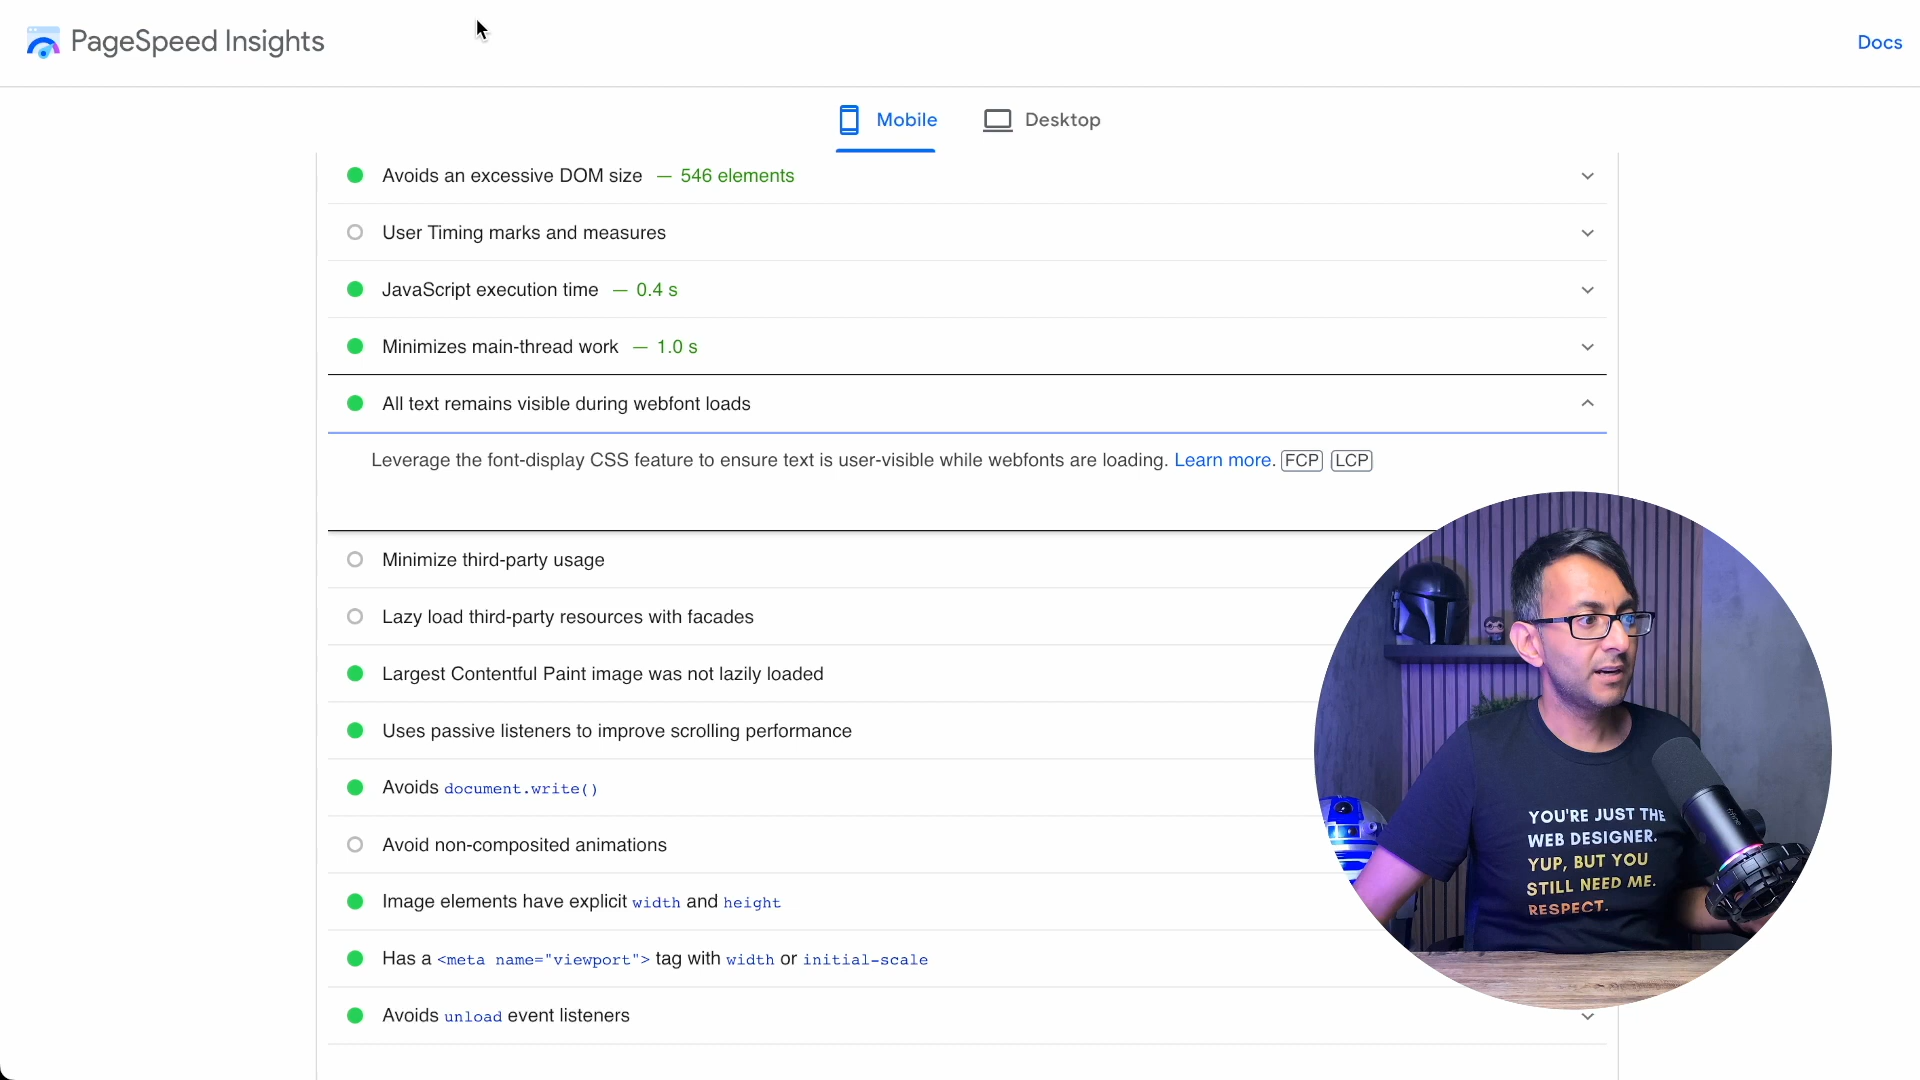 PageSpeed Insights
Docs
Mobile
Desktop
Avoids an excessive DOM size — 546 elements
User Timing marks and measures
JavaScript execution time — 0.4 s
Minimizes main-thread work — 1.0 s
All text remains visible during webfont loads
Leverage the font-display CSS feature to ensure text is user-visible while webfonts are loading. Learn more. FCP LCP
Minimize third-party usage
Lazy load third-party resources with facades
Largest Contentful Paint image was not lazily loaded
Uses passive listeners to improve scrolling performance
Avoids document.write()
Avoid non-composited animations
Image elements have explicit width and height
Has a <meta name="viewport"> tag with width or initial-scale
Avoids unload event listeners
YOU'RE JUST THE
WEB DESIGNER.
YUP, BUT YOU
STILL NEED ME.
RESPECT.